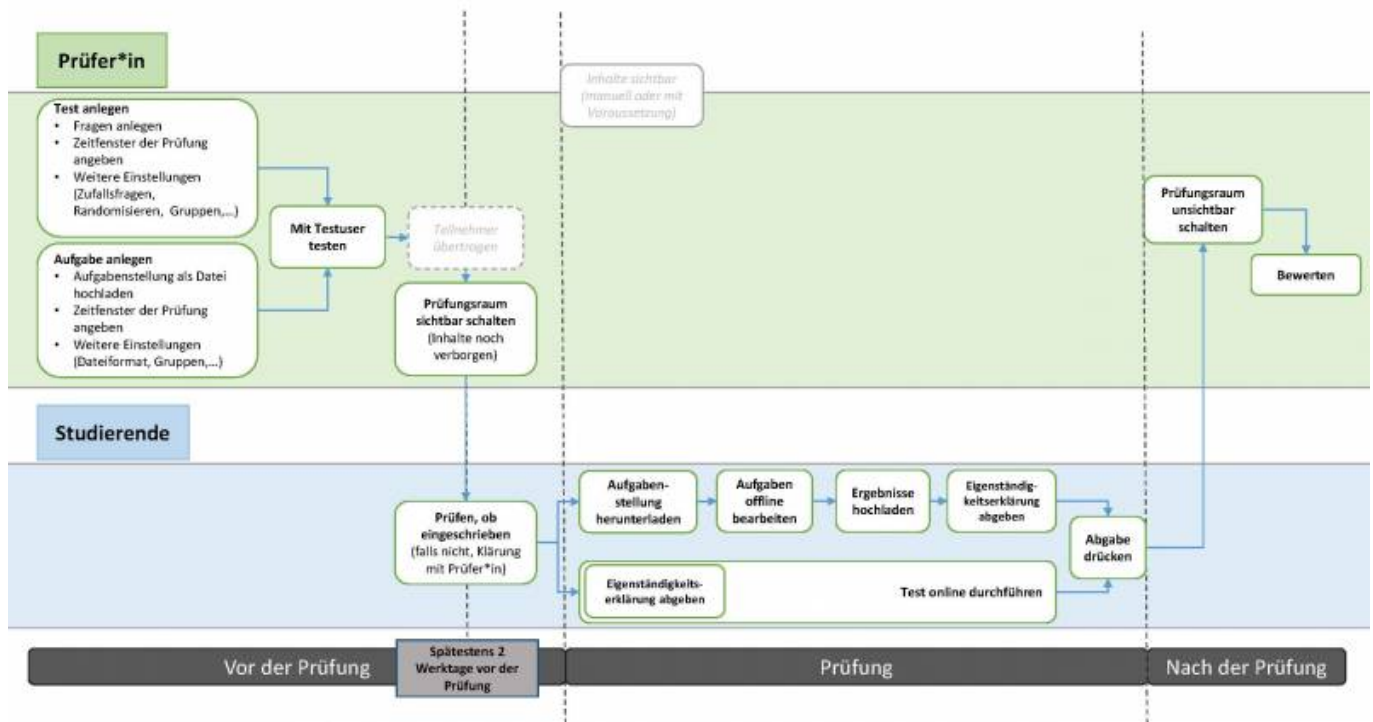 Prüfer*in
Inhalte sichtbar
(manuell oder mit
Voraussetzung)
Test anlegen
• Fragen anlegen
• Zeitfenster der Prüfung
angeben
• Weitere Einstellungen
(Zufallsfragen,
Randomisieren, Gruppen,...)
Aufgabe anlegen
• Aufgabenstellung als Datei
hochladen
• Zeitfenster der Prüfung
angeben
• Weitere Einstellungen
(Dateiformat, Gruppen,...)
Mit Testuser
testen
Teilnehmer
übertragen
Prüfungsraum
sichtbar schalten
(Inhalte noch
verborgen)
Prüfungsraum
unsichtbar
schalten
Bewerten
Studierende
Prüfen, ob
eingeschrieben
(falls nicht, Klärung
mit Prüfer*in)
Aufgaben-
stellung
herunterladen
Aufgaben
offline
bearbeiten
Ergebnisse
hochladen
Eigenständig-
keitserklärung
abgeben
Eigenständigkeits-
erklärung abgeben
Test online durchführen
Abgabe
drücken
Vor der Prüfung
Spätestens 2
Werktage vor der
Prüfung
Prüfung
Nach der Prüfung